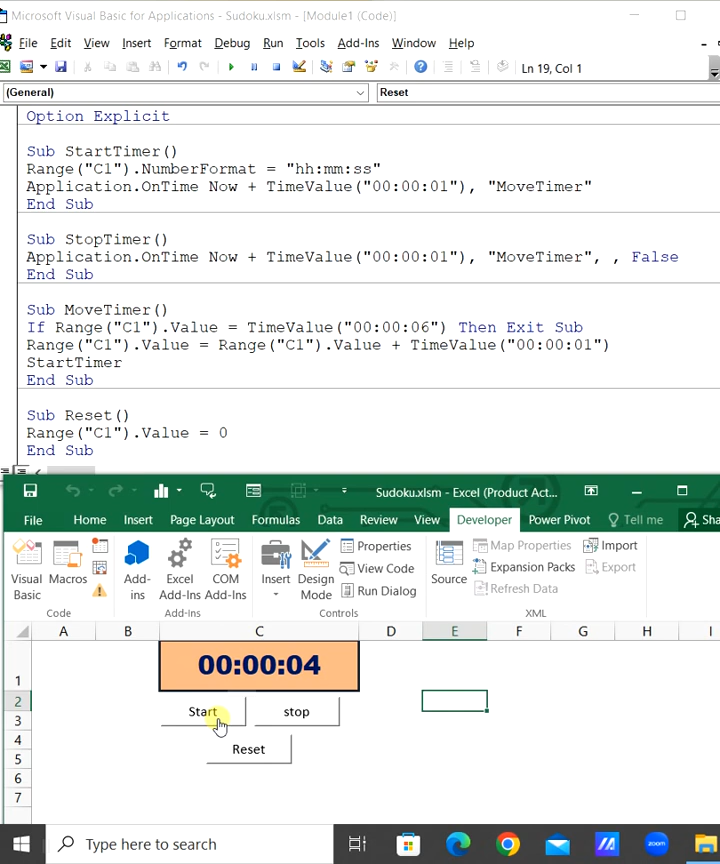 Microsoft Visual Basic for Applications - Sudoku.xlsm - [Module1 (Code)]
File Edit View Insert Format Debug Run Tools Add-Ins Window Help
Ln 19, Col 1
(General) Reset
Option Explicit
Sub StartTimer()
Range("C1").NumberFormat = "hh:mm:ss"
Application.OnTime Now + TimeValue("00:00:01"), "MoveTimer"
End Sub
Sub StopTimer()
Application.OnTime Now + TimeValue("00:00:01"), "MoveTimer", , False
End Sub
Sub MoveTimer()
If Range("C1").Value = TimeValue("00:00:06") Then Exit Sub
Range("C1").Value = Range("C1").Value + TimeValue("00:00:01")
StartTimer
End Sub
Sub Reset()
Range("C1").Value = 0
End Sub
Sudoku.xlsm - Excel (Product Act...
File Home Insert Page Layout Formulas Data Review View Developer Power Pivot Tell me Sha
Properties Map Properties Import
View Code Expansion Packs Export
Run Dialog Refresh Data
Visual Macros Add- Excel COM Insert Design Source
Basic ins Add-Ins Add-Ins Mode
Code Add-Ins Controls XML
A B C D E F G H I
1 00:00:04
2 Start stop
3
4 Reset
5
6
7
Type here to search
zoom